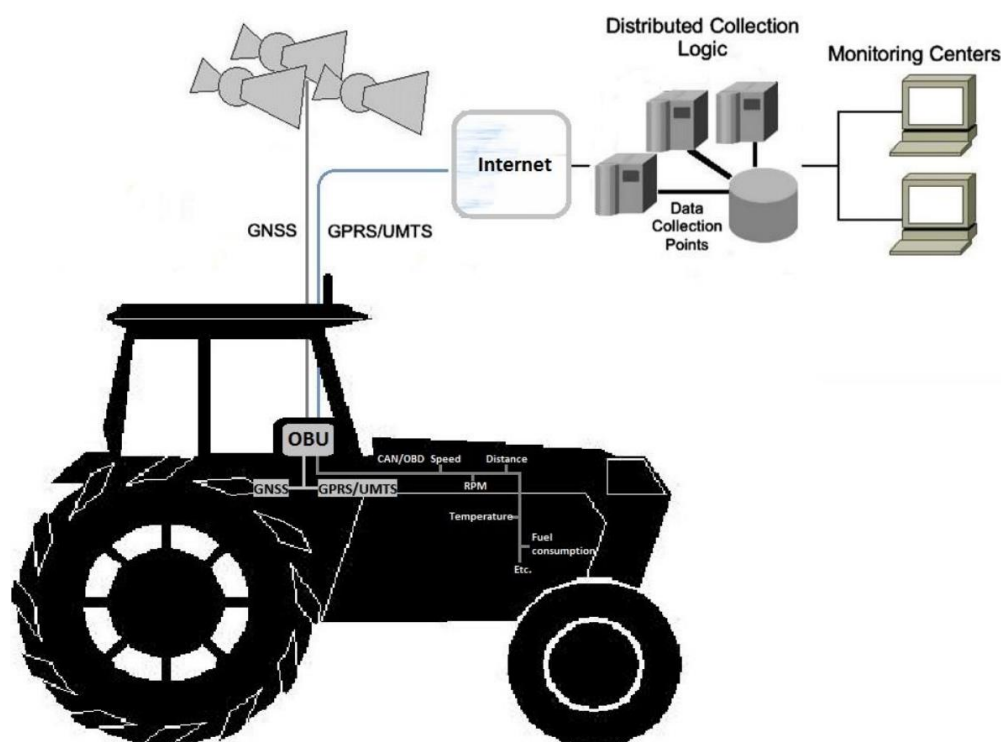 Distributed Collection
Logic
Monitoring Centers
Internet
Data
Collection
Points
GNSS
GPRS/UMTS
OBU
CAN/OBD
Speed
Distance
RPM
GNSS
GPRS/UMTS
Temperature
Fuel
consumption
Etc.